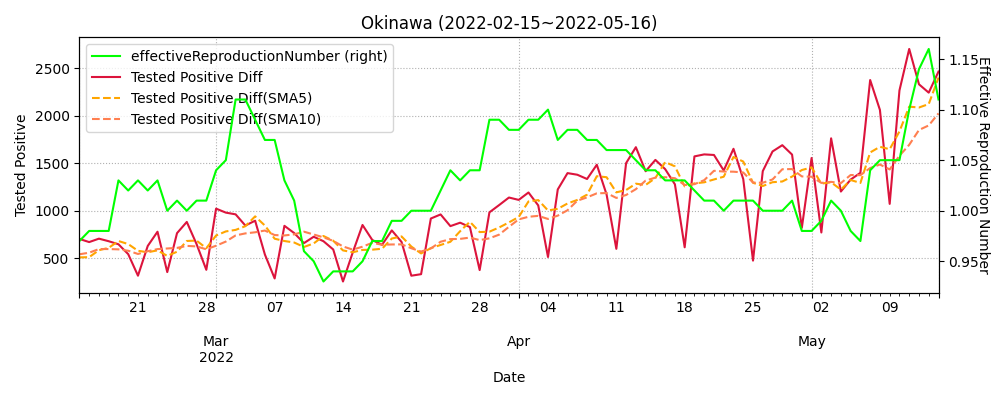 Okinawa (2022-02-15~2022-05-16)
effectiveReproductionNumber (right)
Tested Positive Diff
Tested Positive Diff(SMA5)
Tested Positive Diff(SMA10)
Tested Positive
2500
2000
1500
1000
500
1.15
1.10
1.05
1.00
0.95
Effective Reproduction Number
21 28 07 14 21 28 04 11 18 25 02 09
Mar Apr May
2022
Date